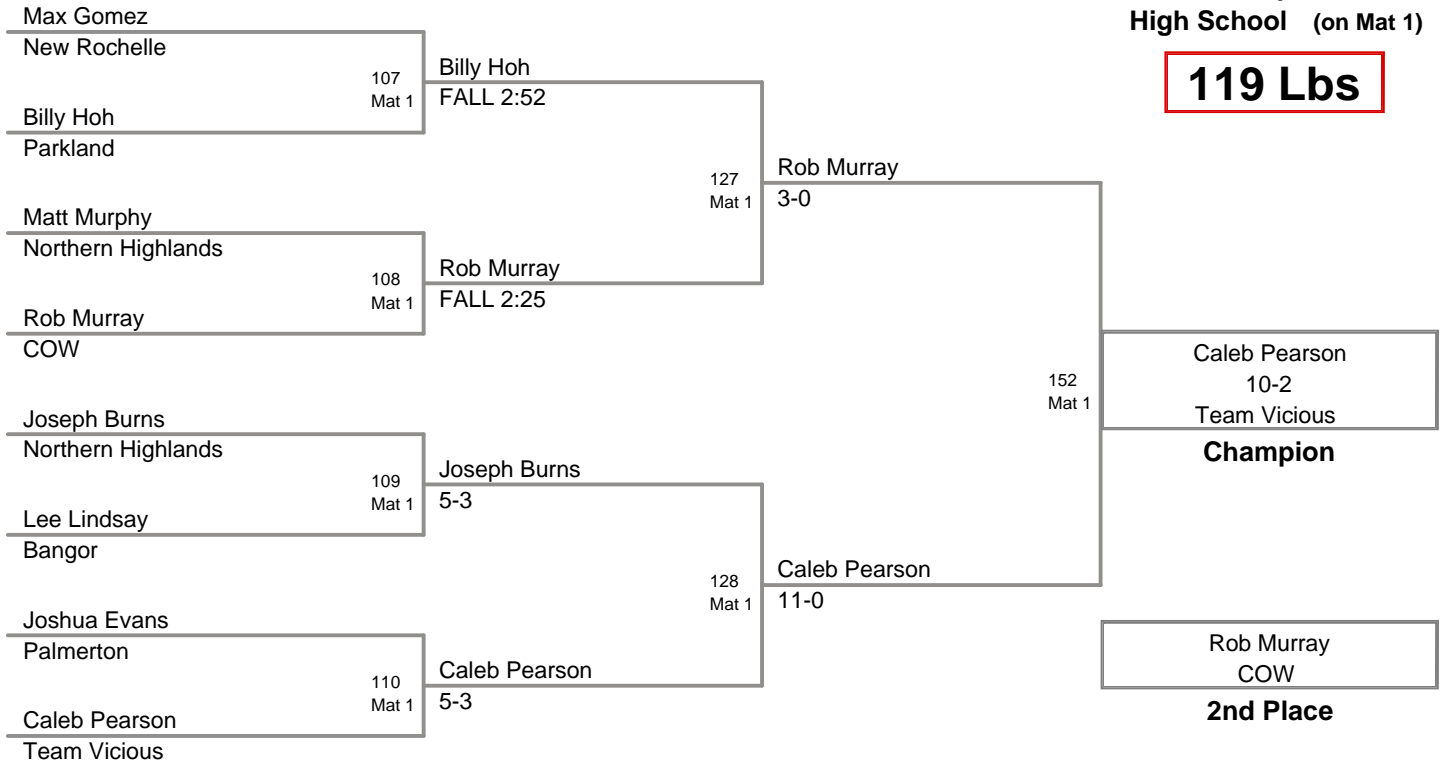 High School (on Mat 1)
119 Lbs
Max Gomez
New Rochelle
107
Mat 1
Billy Hoh
Parkland
Billy Hoh
FALL 2:52
Matt Murphy
Northern Highlands
108
Mat 1
Rob Murray
COW
Rob Murray
FALL 2:25
127
Mat 1
Rob Murray
3-0
Joseph Burns
Northern Highlands
109
Mat 1
Lee Lindsay
Bangor
Joseph Burns
5-3
Joshua Evans
Palmerton
110
Mat 1
Caleb Pearson
Team Vicious
Caleb Pearson
5-3
128
Mat 1
Caleb Pearson
11-0
152
Mat 1
Caleb Pearson
10-2
Team Vicious
Champion
Rob Murray
COW
2nd Place